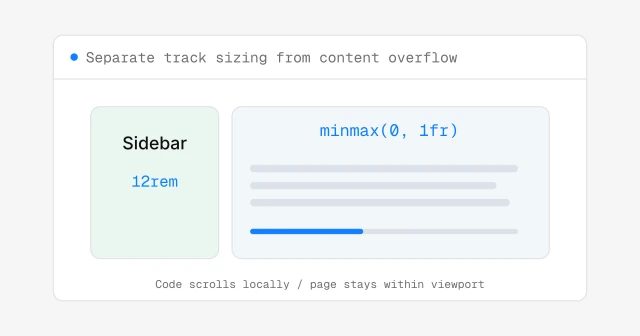 Separate track sizing from content overflow
Sidebar
12rem
minmax(0, 1fr)
Code scrolls locally / page stays within viewport